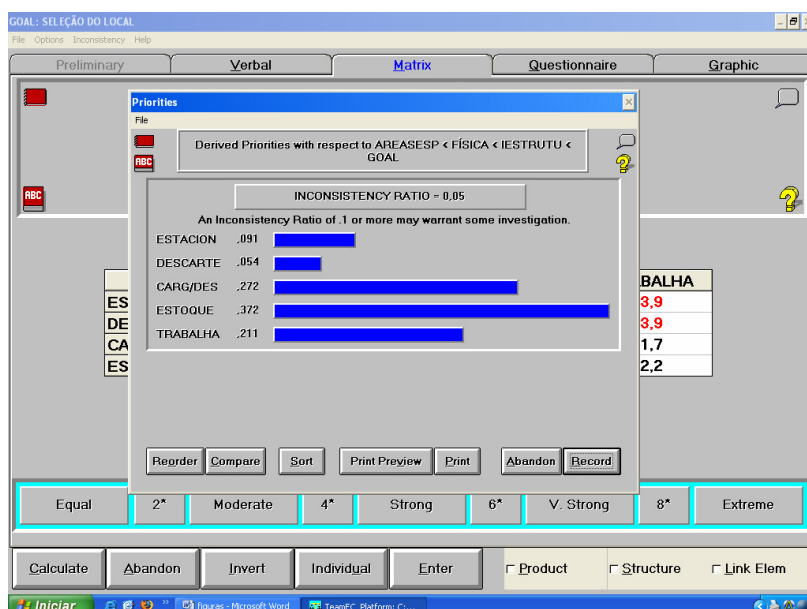 GOAL: SELEÇÃO DO LOCAL
File Options Inconsistency Help
Preliminary Verbal Matrix Questionnaire Graphic
Priorities
File
Derived Priorities with respect to AREASESP < FÍSICA < IESTRUTU <
GOAL
ABC
ABC
INCONSISTENCY RATIO = 0,05
An Inconsistency Ratio of .1 or more may warrant some investigation.
ESTACION ,091
DESCARTE ,054
CARG/DES ,272
ESTOQUE ,372
TRABALHA ,211
BALHA
ES 3,9
DE 3,9
CA 1,7
ES 2,2
Reorder Compare Sort Print Preview Print Abandon Record
Equal 2* Moderate 4* Strong 6* V. Strong 8* Extreme
Calculate Abandon Invert Individual Enter Product Structure Link Elem
Iniciar figuras - Microsoft Word TeamEC Platform: C:...